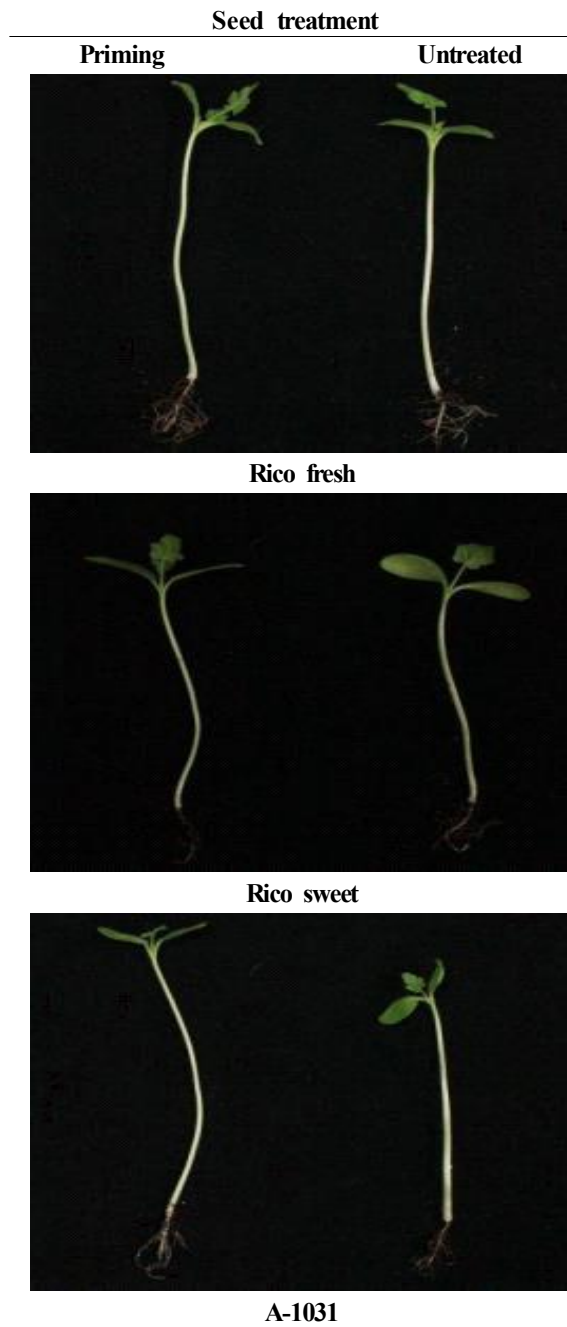 Seed treatment
Priming Untreated
Rico fresh
Rico sweet
A-1031